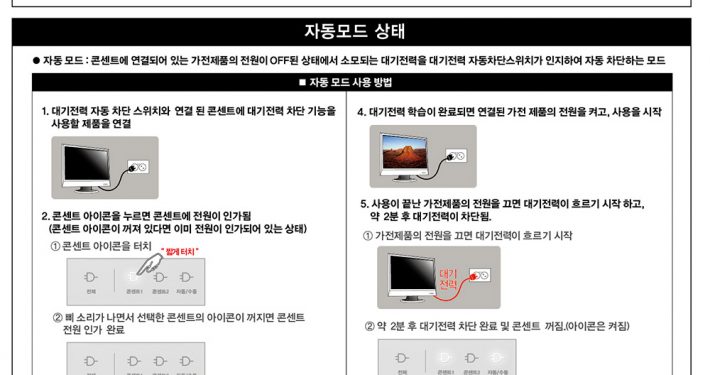 자동모드 상태
● 자동 모드 : 콘센트에 연결되어 있는 가전제품의 전원이 OFF된 상태에서 소모되는 대기전력을 대기전력 자동차단스위치가 인지하여 자동 차단하는 모드
■ 자동 모드 사용 방법
1. 대기전력 자동 차단 스위치와 연결 된 콘센트에 대기전력 차단 기능을
사용할 제품을 연결
2. 콘센트 아이콘을 누르면 콘센트에 전원이 인가됨
(콘센트 아이콘이 꺼져 있다면 이미 전원이 인가되어 있는 상태)
① 콘센트 아이콘을 터치
"짧게 터치"
전체 콘센트1 콘센트2 자동/수동
② 삐 소리가 나면서 선택한 콘센트의 아이콘이 꺼지면 콘센트
전원 인가 완료
전체 콘센트1 콘센트2 자동/수동
4. 대기전력 학습이 완료되면 연결된 가전 제품의 전원을 켜고, 사용을 시작
5. 사용이 끝난 가전제품의 전원을 끄면 대기전력이 흐르기 시작 하고,
약 2분 후 대기전력이 차단됨.
① 가전제품의 전원을 끄면 대기전력이 흐르기 시작
대기
전력
② 약 2분 후 대기전력 차단 완료 및 콘센트 꺼짐.(아이콘은 켜짐)
전체 콘센트1 콘센트2 자동/수동